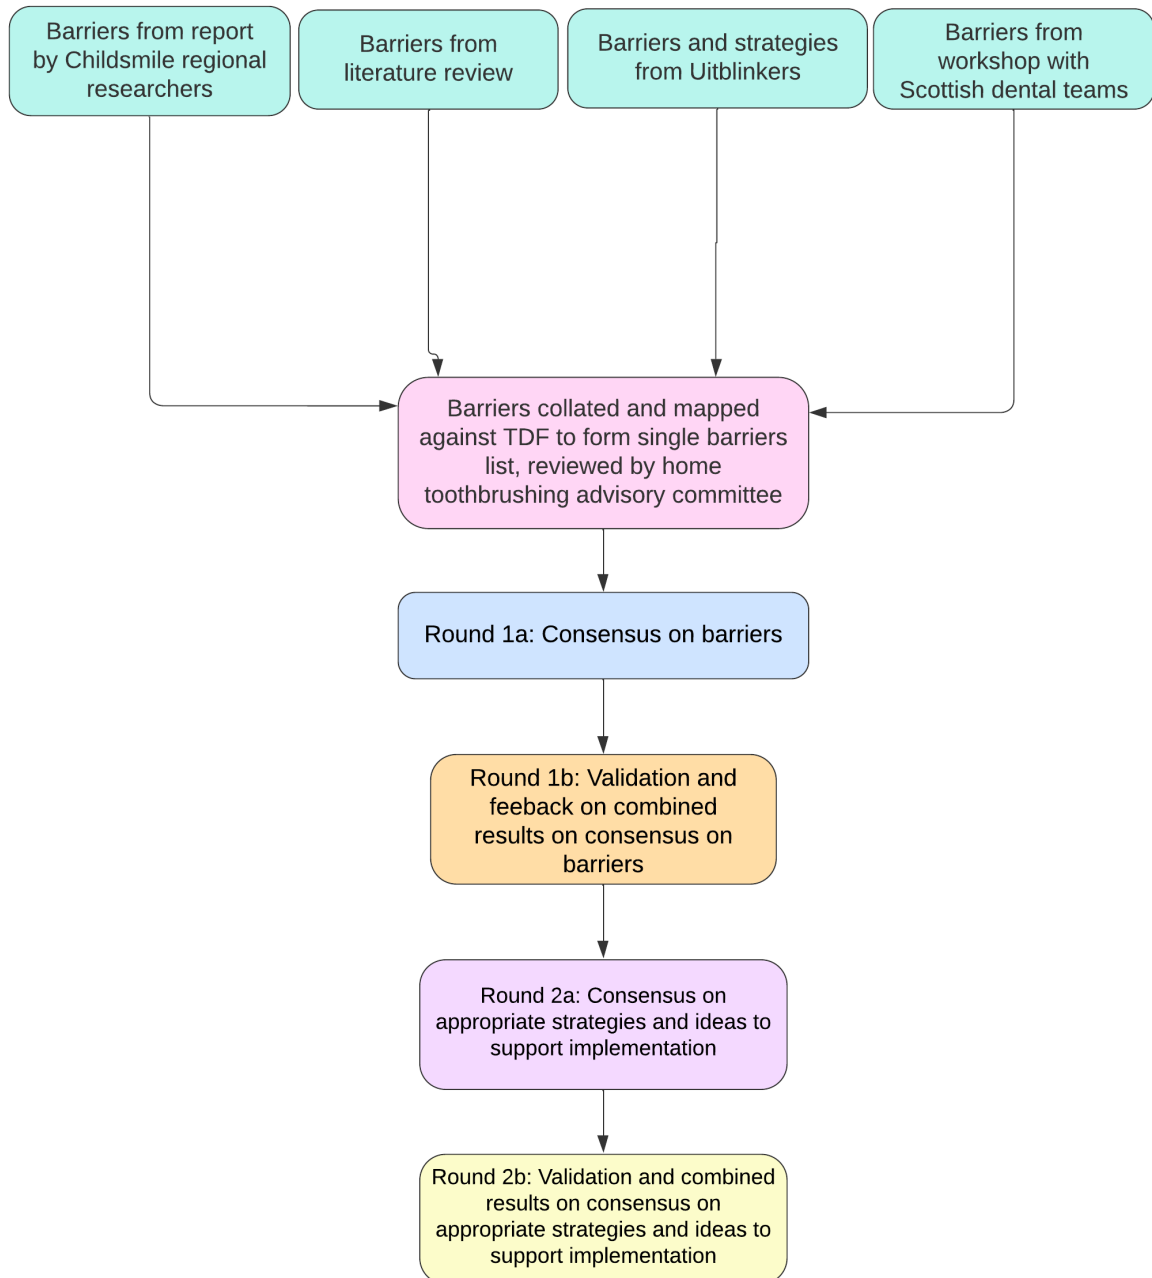 Barriers from report
by Childsmile regional
researchers
Barriers from
literature review
Barriers and strategies
from Uitblinkers
Barriers from
workshop with
Scottish dental teams
Barriers collated and mapped
against TDF to form single barriers
list, reviewed by home
toothbrushing advisory committee
Round 1a: Consensus on barriers
Round 1b: Validation and
feeback on combined
results on consensus on
barriers
Round 2a: Consensus on
appropriate strategies and ideas to
support implementation
Round 2b: Validation and combined
results on consensus on
appropriate strategies and ideas to
support implementation